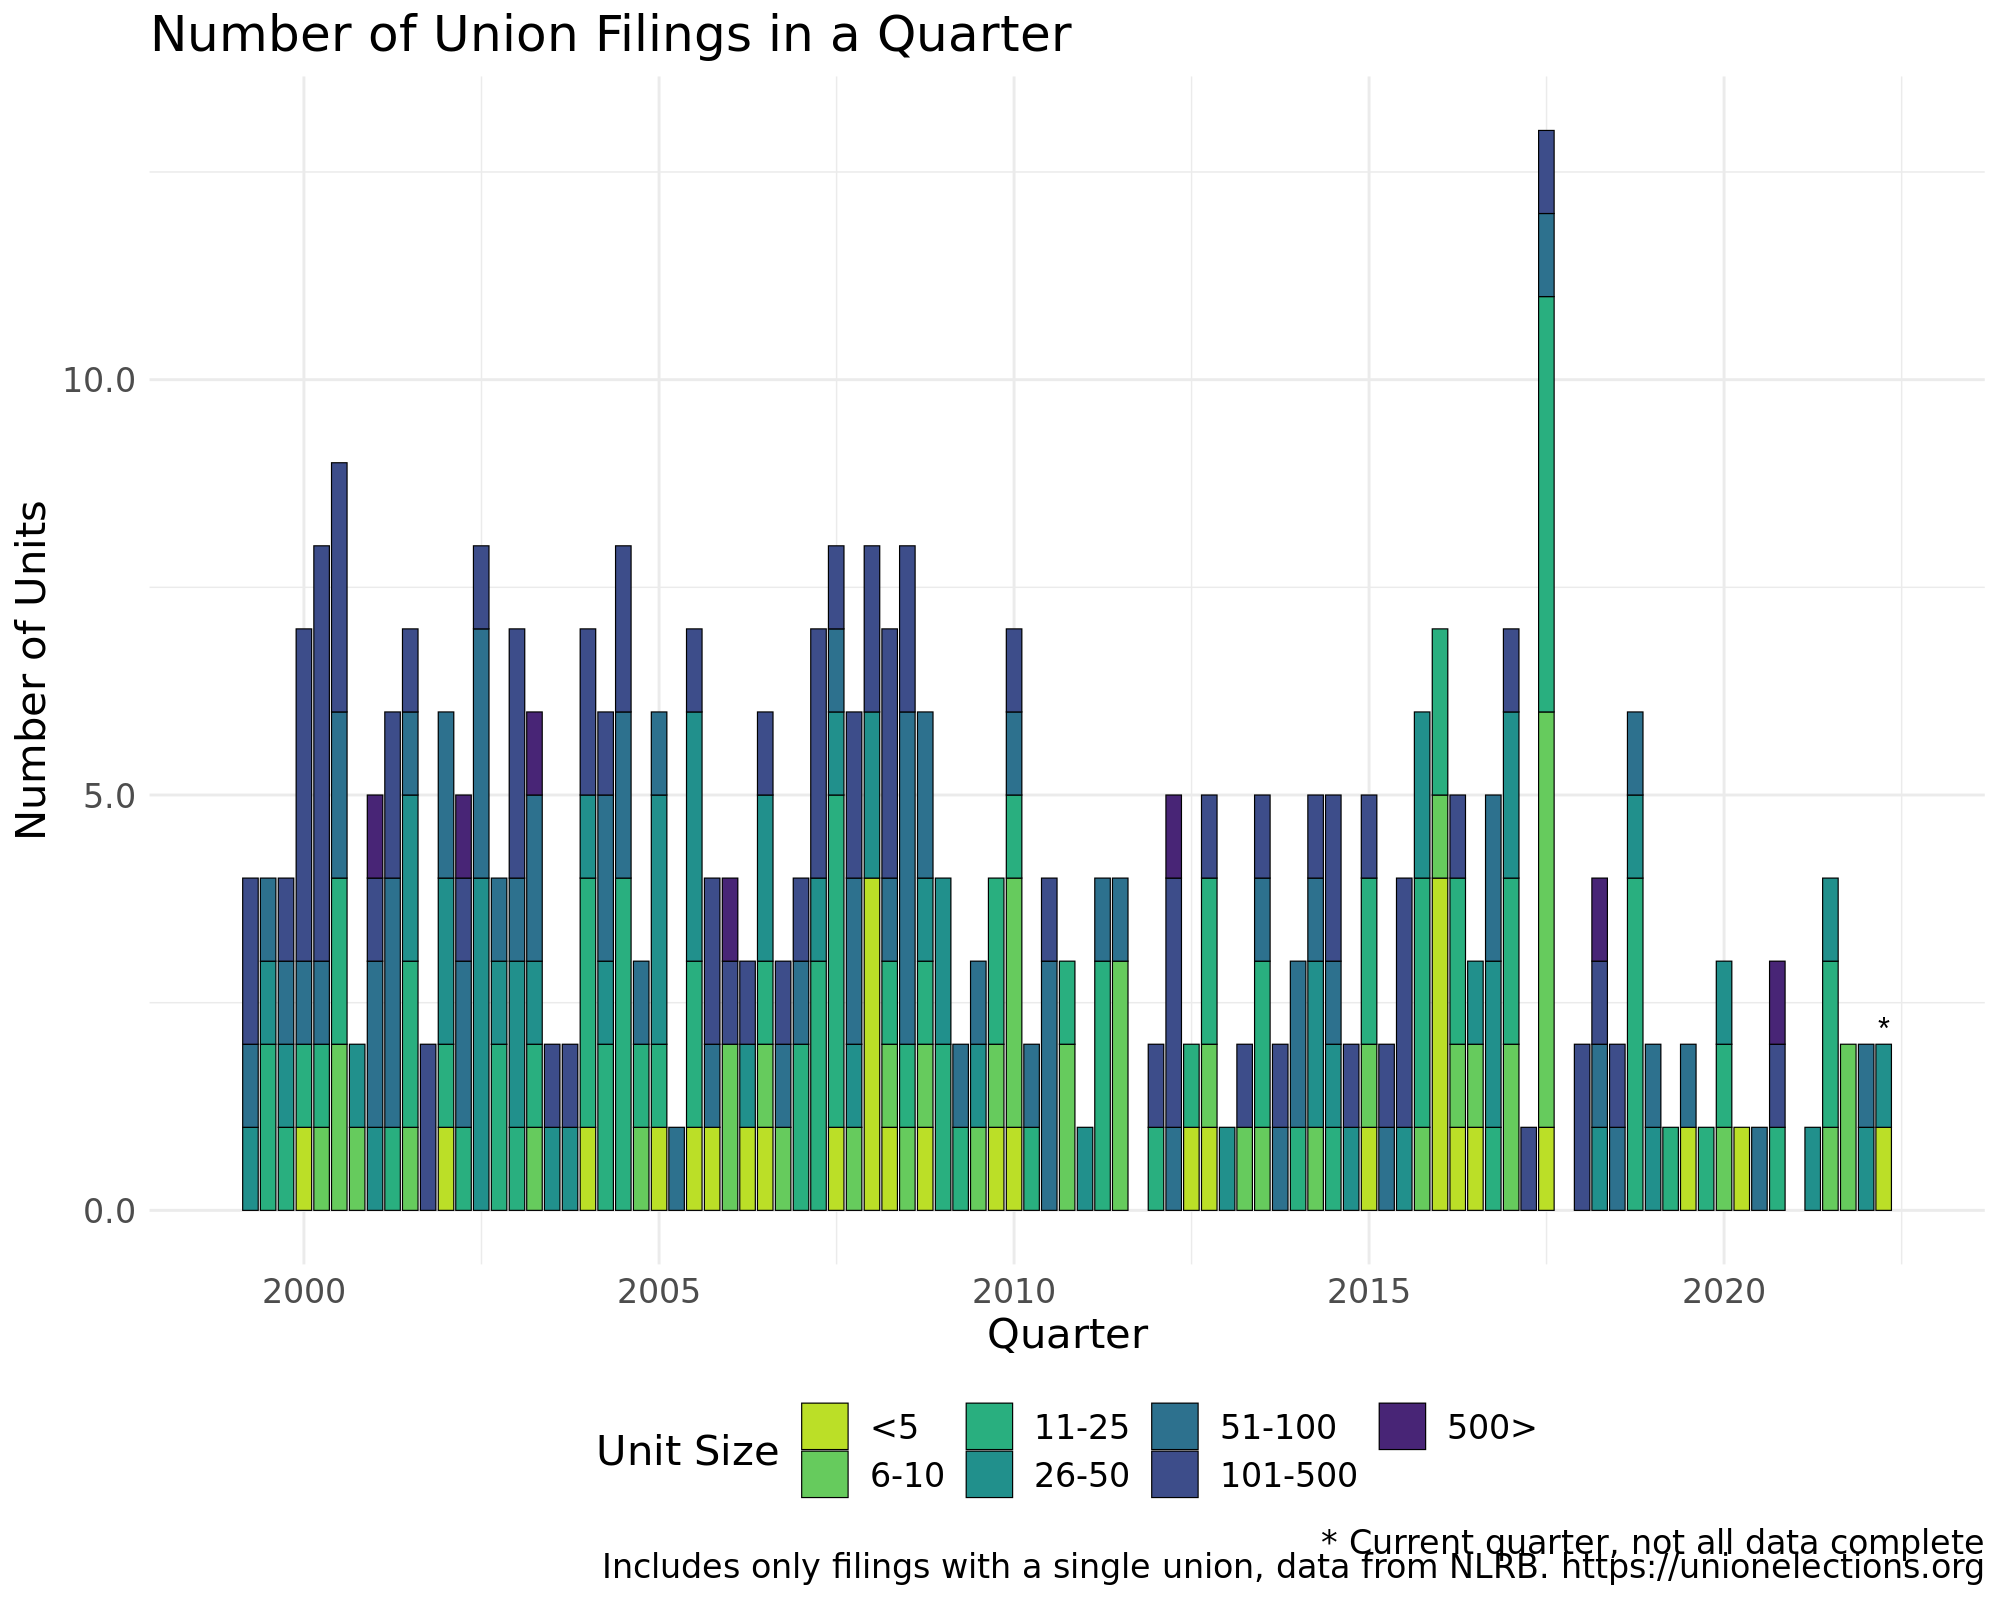 Number of Union Filings in a Quarter
Number of Units
10.0
5.0
0.0
*
2000 2005 2010 2015 2020
Quarter
Unit Size
<5 11-25 51-100 500>
6-10 26-50 101-500
* Current quarter, not all data complete
Includes only filings with a single union, data from NLRB. https://unionelections.org